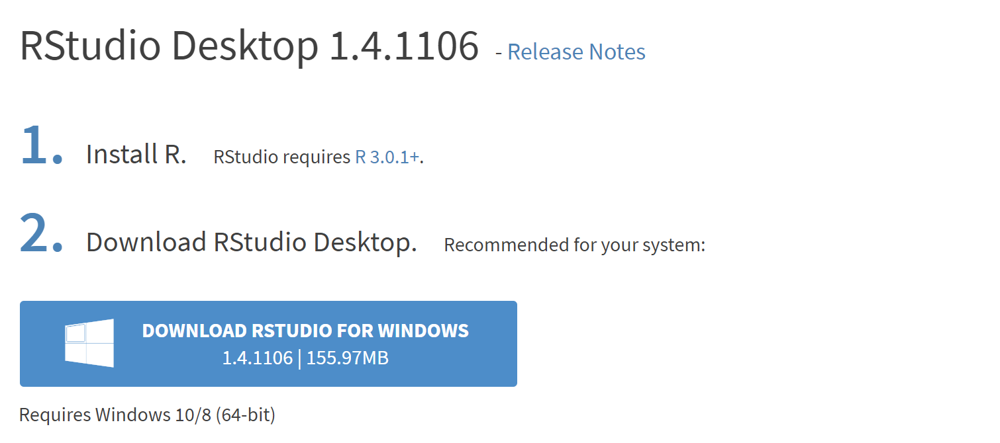 RStudio Desktop 1.4.1106 - Release Notes
1. Install R. RStudio requires R 3.0.1+.
2. Download RStudio Desktop. Recommended for your system:
DOWNLOAD RSTUDIO FOR WINDOWS
1.4.1106 | 155.97MB
Requires Windows 10/8 (64-bit)